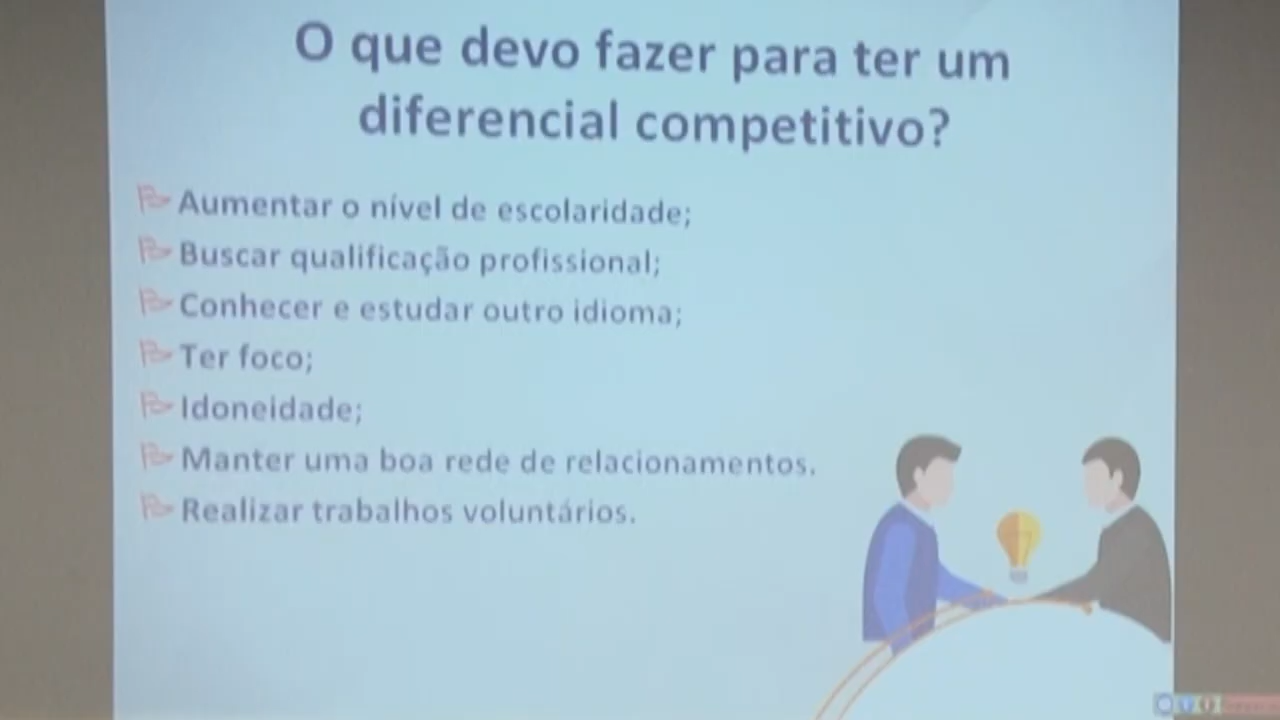 O que devo fazer para ter um
diferencial competitivo?
Aumentar o nível de escolaridade;
Buscar qualificação profissional;
Conhecer e estudar outro idioma;
Ter foco;
Idoneidade;
Manter uma boa rede de relacionamentos.
Realizar trabalhos voluntários.